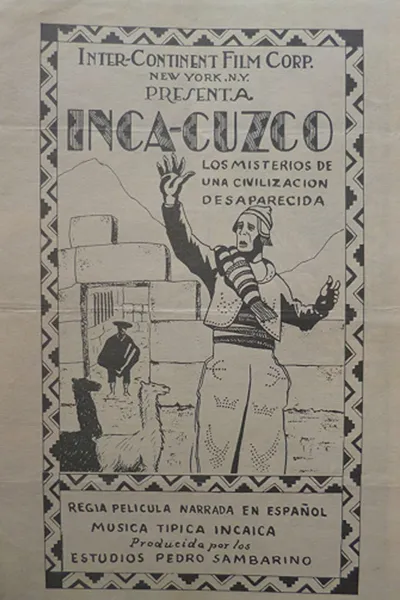 INTER-CONTINENT FILM CORP.
NEW YORK. N.Y.
PRESENTA
INCA-CUZCO
LOS MISTERIOS DE
UNA CIVILIZACION
DESAPARECIDA
REGIA PELICULA NARRADA EN ESPAÑOL
MUSICA TIPICA INCAICA
Producida por los
ESTUDIOS PEDRO SAMBARINO